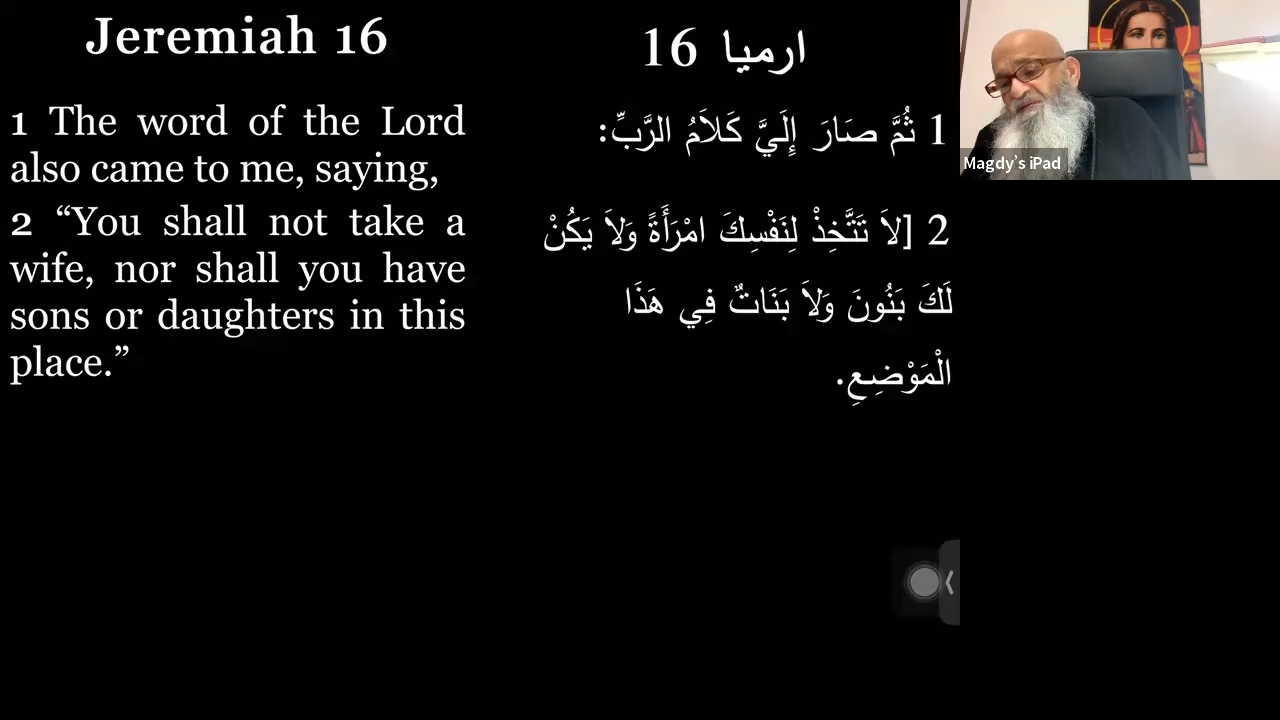 Jeremiah 16
1 The word of the Lord
also came to me, saying,
2 “You shall not take a
wife, nor shall you have
sons or daughters in this
place.”
ارميا 16
1 ثُمَّ صَارَ إِلَيَّ كَلاَمُ الرَّبِّ:
2 [لاَ تَتَّخِذْ لِنَفْسِكَ امْرَأَةً وَلاَ يَكُنْ
لَكَ بَنُونَ وَلاَ بَنَاتٌ فِي هَذَا
الْمَوْضِعِ.
Magdy’s iPad